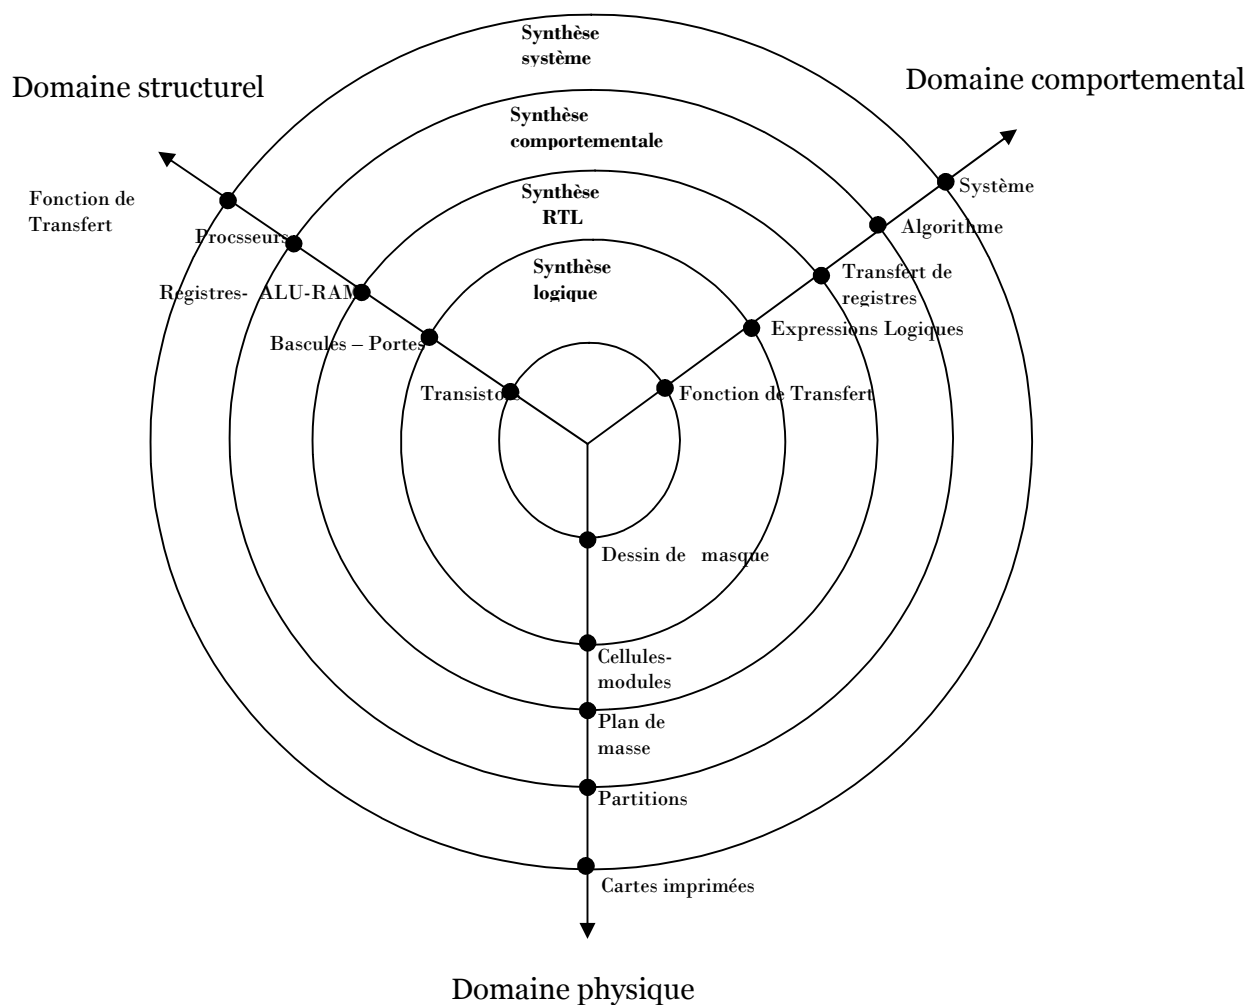 Synthèse
système
Domaine structurel
Domaine comportemental
Synthèse
comportementale
Système
Synthèse
RTL
Fonction de
Transfert
Procsseurs
Algorithme
Synthèse
logique
Transfert de
registres
Registres- ALU-RAM
Expressions Logiques
Bascules – Portes
Transistors
Fonction de Transfert
Dessin de masque
Cellules-
modules
Plan de
masse
Partitions
Cartes imprimées
Domaine physique